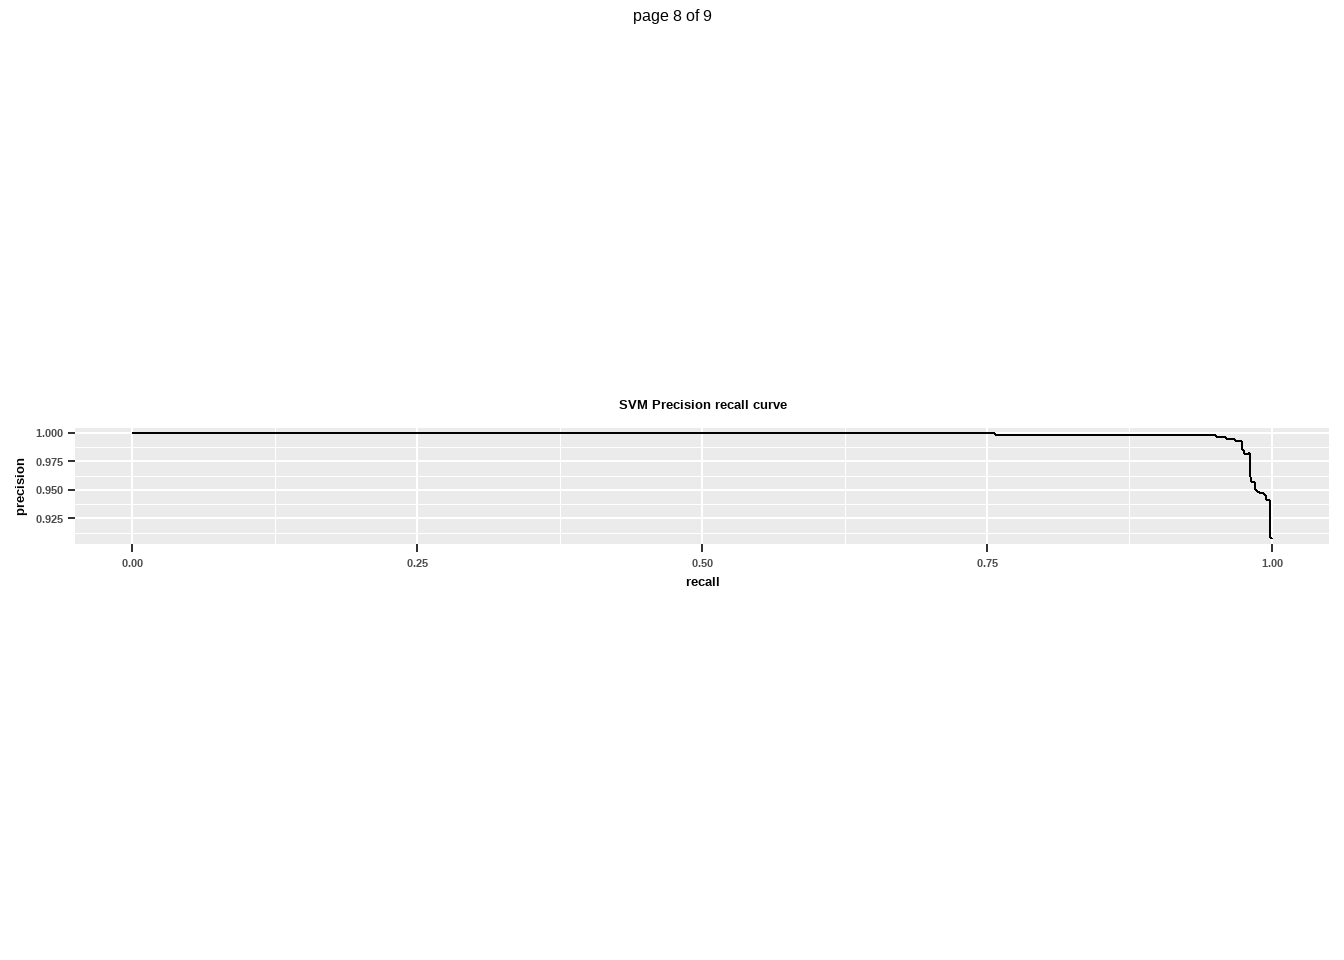 page 8 of 9
SVM Precision recall curve
precision
1.000
0.975
0.950
0.925
0.00 0.25 0.50 0.75 1.00
recall